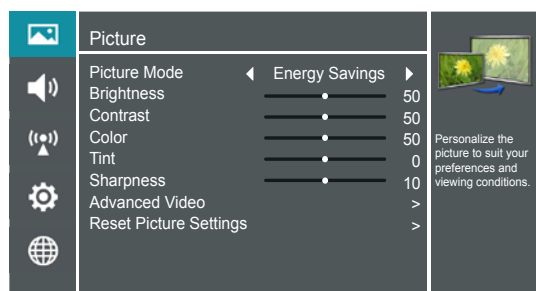 Picture
Picture Mode Energy Savings
Brightness 50
Contrast 50
Color 50
Tint 0
Sharpness 10
Advanced Video >
Reset Picture Settings >
Personalize the
picture to suit your
preferences and
viewing conditions.